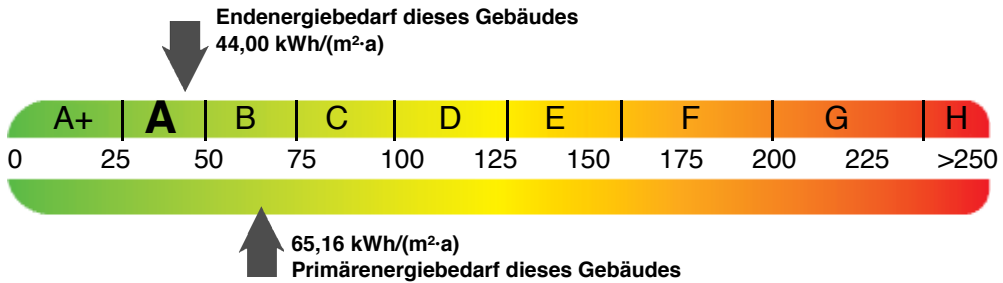 Endenergiebedarf dieses Gebäudes
44,00 kWh/(m²·a)
A+ A B C D E F G H
0 25 50 75 100 125 150 175 200 225 >250
65,16 kWh/(m²·a)
Primärenergiebedarf dieses Gebäudes